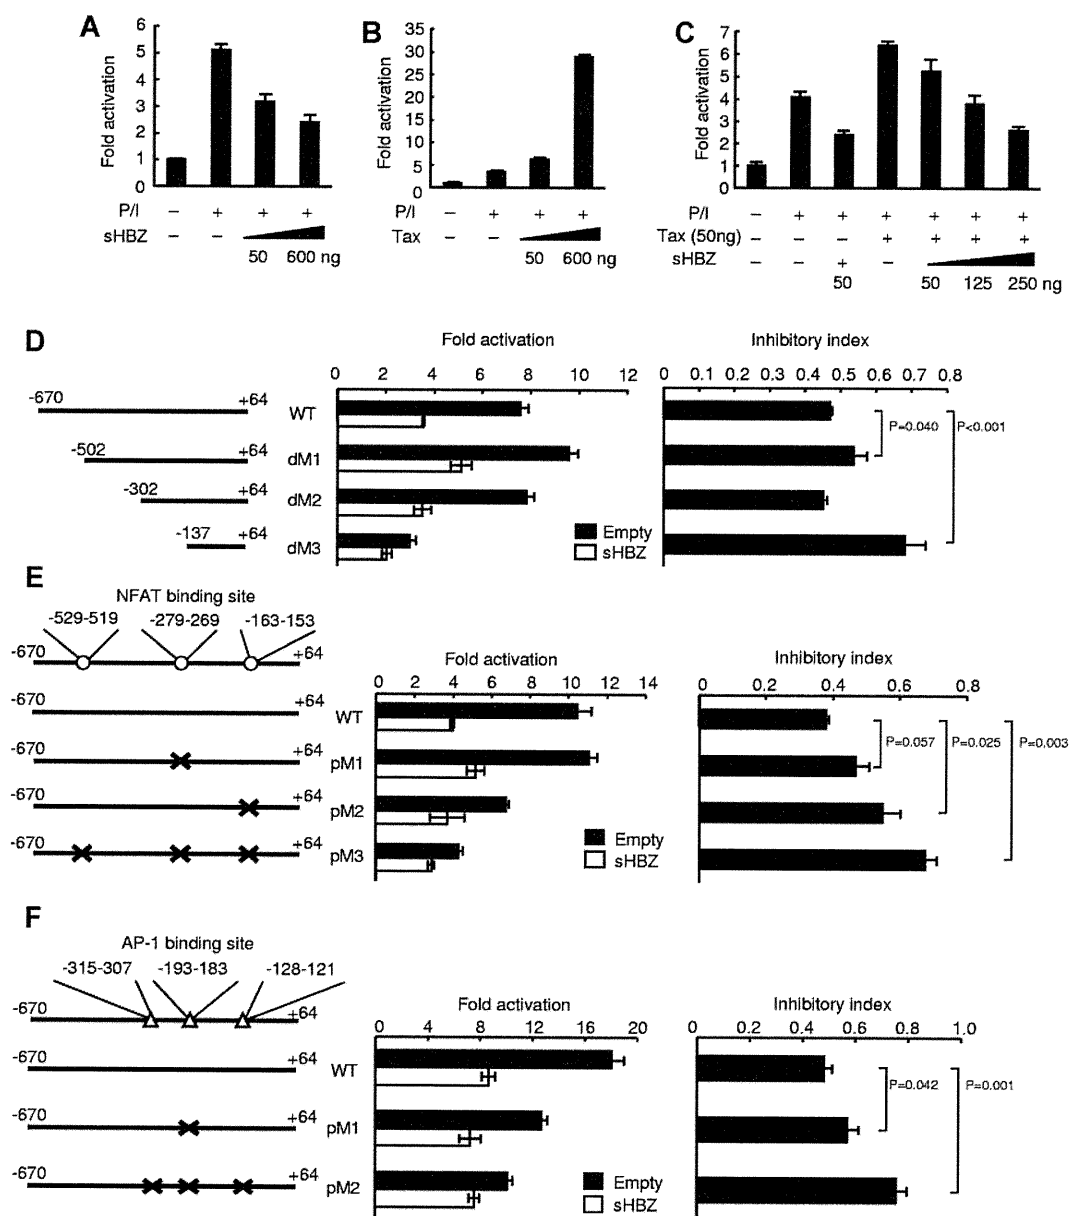 A
Fold activation
6
5
4
3
2
1
0
P/I − + + +
sHBZ − −
50 600 ng
B
Fold activation
35
30
25
20
15
10
5
0
P/I − + + +
Tax − −
50 600 ng
C
Fold activation
7
6
5
4
3
2
1
0
P/I − + + + + + +
Tax (50ng) − − − + + + +
sHBZ − − + −
50 50 125 250 ng
D
Fold activation Inhibitory index
0 2 4 6 8 10 12 0 0.1 0.2 0.3 0.4 0.5 0.6 0.7 0.8
-670 +64 WT
P=0.040 P<0.001
-502 +64 dM1
-302 +64 dM2
-137 +64 dM3
Empty
sHBZ
E
NFAT binding site
-529-519 -279-269 -163-153
-670 +64
Fold activation Inhibitory index
0 2 4 6 8 10 12 14 0 0.2 0.4 0.6 0.8
-670 +64 WT
P=0.057 P=0.025 P=0.003
-670 +64 pM1
-670 +64 pM2
-670 +64 pM3
Empty
sHBZ
F
AP-1 binding site
-315-307 -193-183 -128-121
-670 +64
Fold activation Inhibitory index
0 4 8 12 16 20 0 0.2 0.4 0.6 0.8 1.0
-670 +64 WT
P=0.042 P=0.001
-670 +64 pM1
-670 +64 pM2
Empty
sHBZ